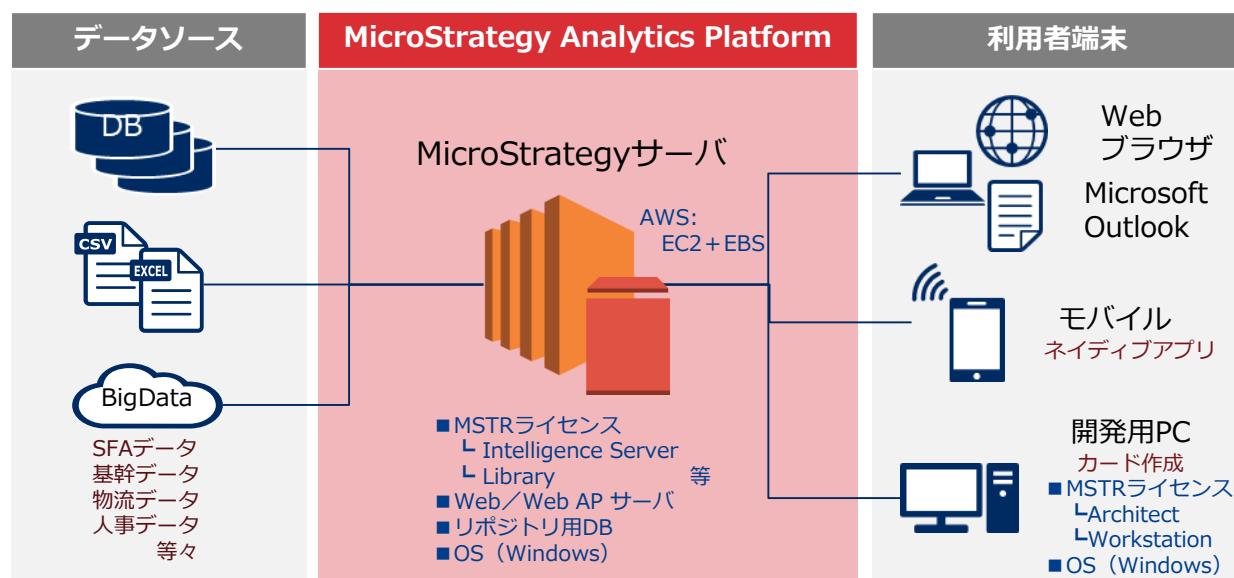 データソース
MicroStrategy Analytics Platform
利用者端末
DB
CSV
EXCEL
BigData
SFAデータ
基幹データ
物流データ
人事データ
等々
MicroStrategyサーバ
AWS:
EC2+EBS
■MSTRライセンス
┗ Intelligence Server
┗ Library 等
■Web/Web AP サーバ
■リポジトリ用DB
■OS(Windows)
Web
ブラウザ
Microsoft
Outlook
モバイル
ネイディブアプリ
開発用PC
カード作成
■MSTRライセンス
┗Architect
┗Workstation
■OS(Windows)